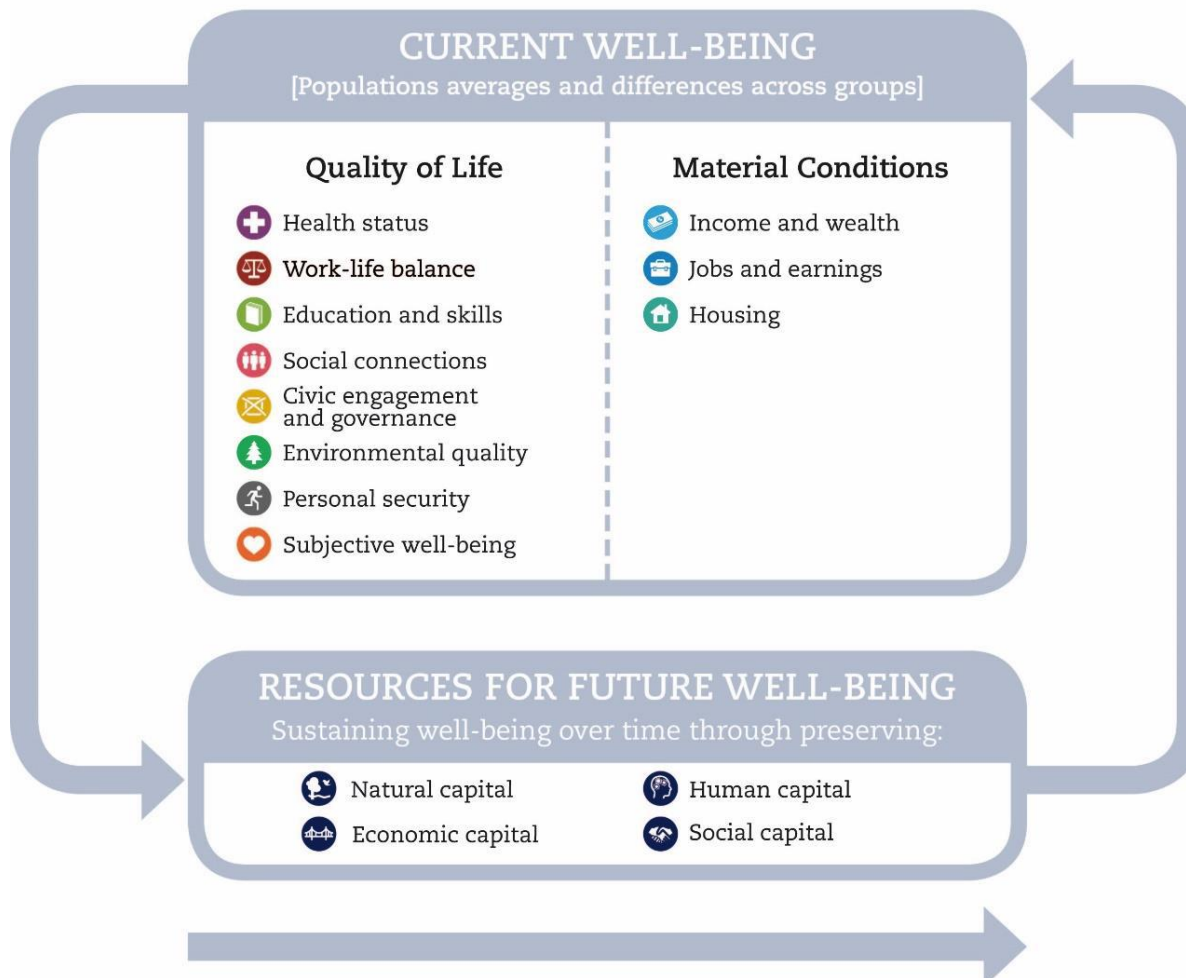 CURRENT WELL-BEING
[Populations averages and differences across groups]
Quality of Life
Health status
Work-life balance
Education and skills
Social connections
Civic engagement
and governance
Environmental quality
Personal security
Subjective well-being
Material Conditions
Income and wealth
Jobs and earnings
Housing
RESOURCES FOR FUTURE WELL-BEING
Sustaining well-being over time through preserving:
Natural capital
Economic capital
Human capital
Social capital